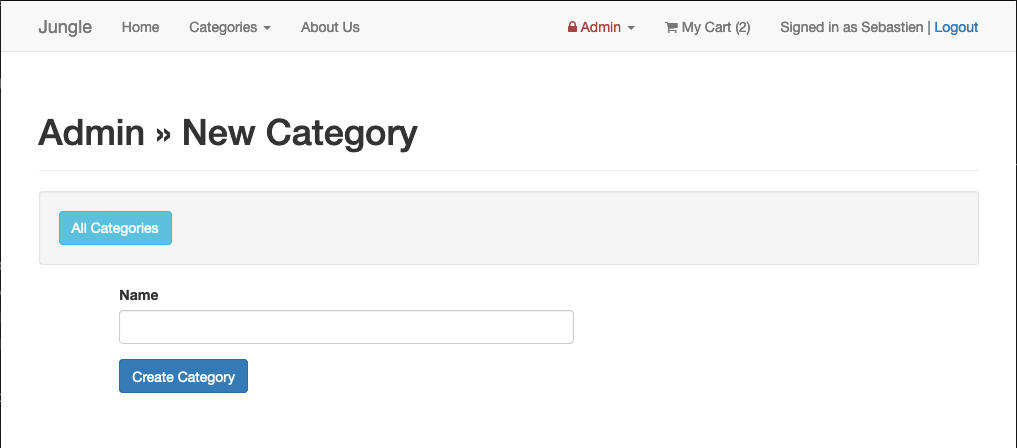 Jungle Home Categories About Us Admin My Cart (2) Signed in as Sebastien | Logout
Admin » New Category
All Categories
Name
Create Category